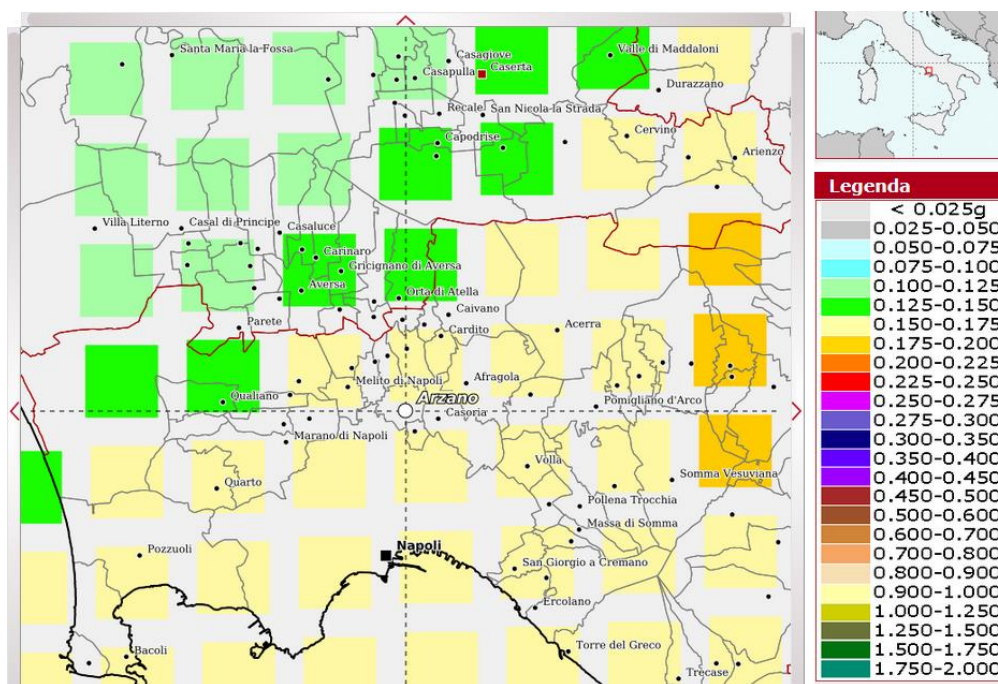 Santa Maria la Fossa
Casagiove
Valle di Maddaloni
Casapulla
Caserta
Durazzano
Recale
San Nicola la Strada
Capodrise
Cervino
Arienzo
Villa Literno
Casal di Principe
Casaluce
Carinaro
Gricignano di Aversa
Aversa
Orta di Atella
Caivano
Parete
Cardito
Acerra
Melito di Napoli
Afragola
Qualiano
Arzano
Pomigliano d'Arco
Casoria
Marano di Napoli
Volla
Somma Vesuviana
Quarto
Pollena Trocchia
Massa di Somma
Pozzuoli
Napoli
San Giorgio a Cremano
Ercolano
Bacoli
Torre del Greco
Trecase
Legenda
< 0.025g
0.025-0.050
0.050-0.075
0.075-0.100
0.100-0.125
0.125-0.150
0.150-0.175
0.175-0.200
0.200-0.225
0.225-0.250
0.250-0.275
0.275-0.300
0.300-0.350
0.350-0.400
0.400-0.450
0.450-0.500
0.500-0.600
0.600-0.700
0.700-0.800
0.800-0.900
0.900-1.000
1.000-1.250
1.250-1.500
1.500-1.750
1.750-2.000